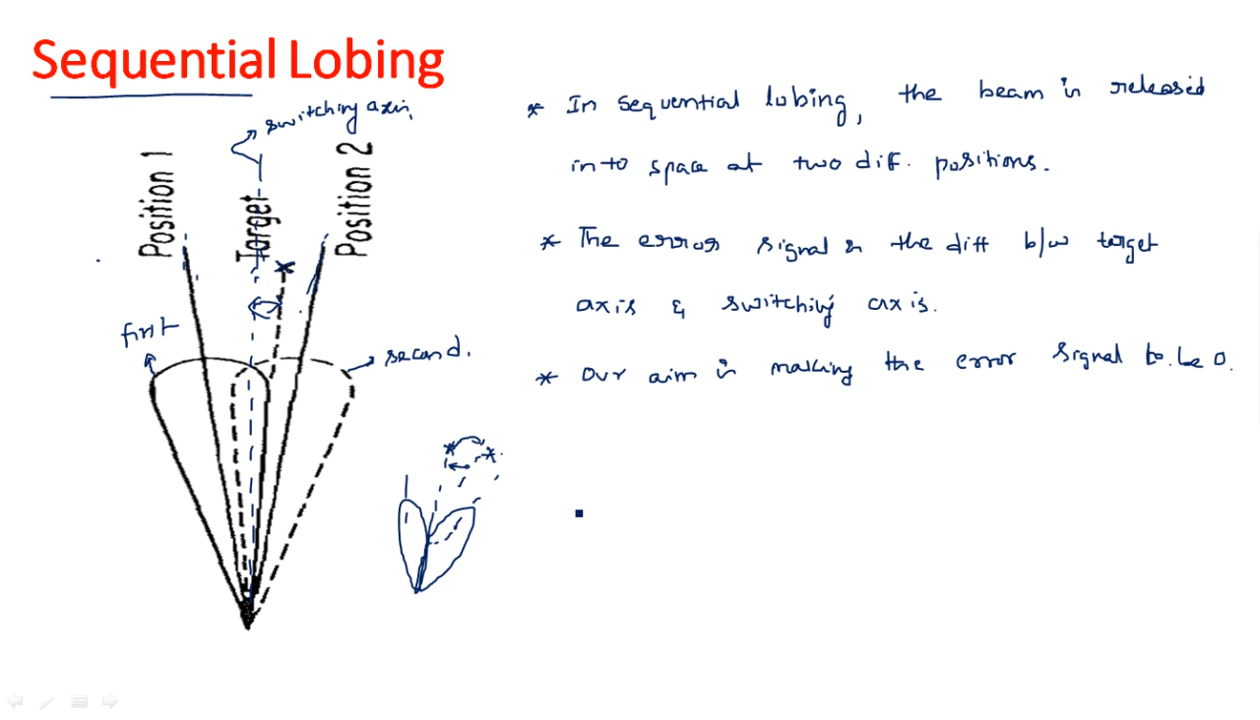 Sequential Lobing
switching axis
Position 1
Target
Position 2
first
second.
* In sequential lobing, the beam is released
into space at two dif. positions.
* The error signal is the diff b/w target
axis & switching axis.
* Our aim is making the error signal to be 0.